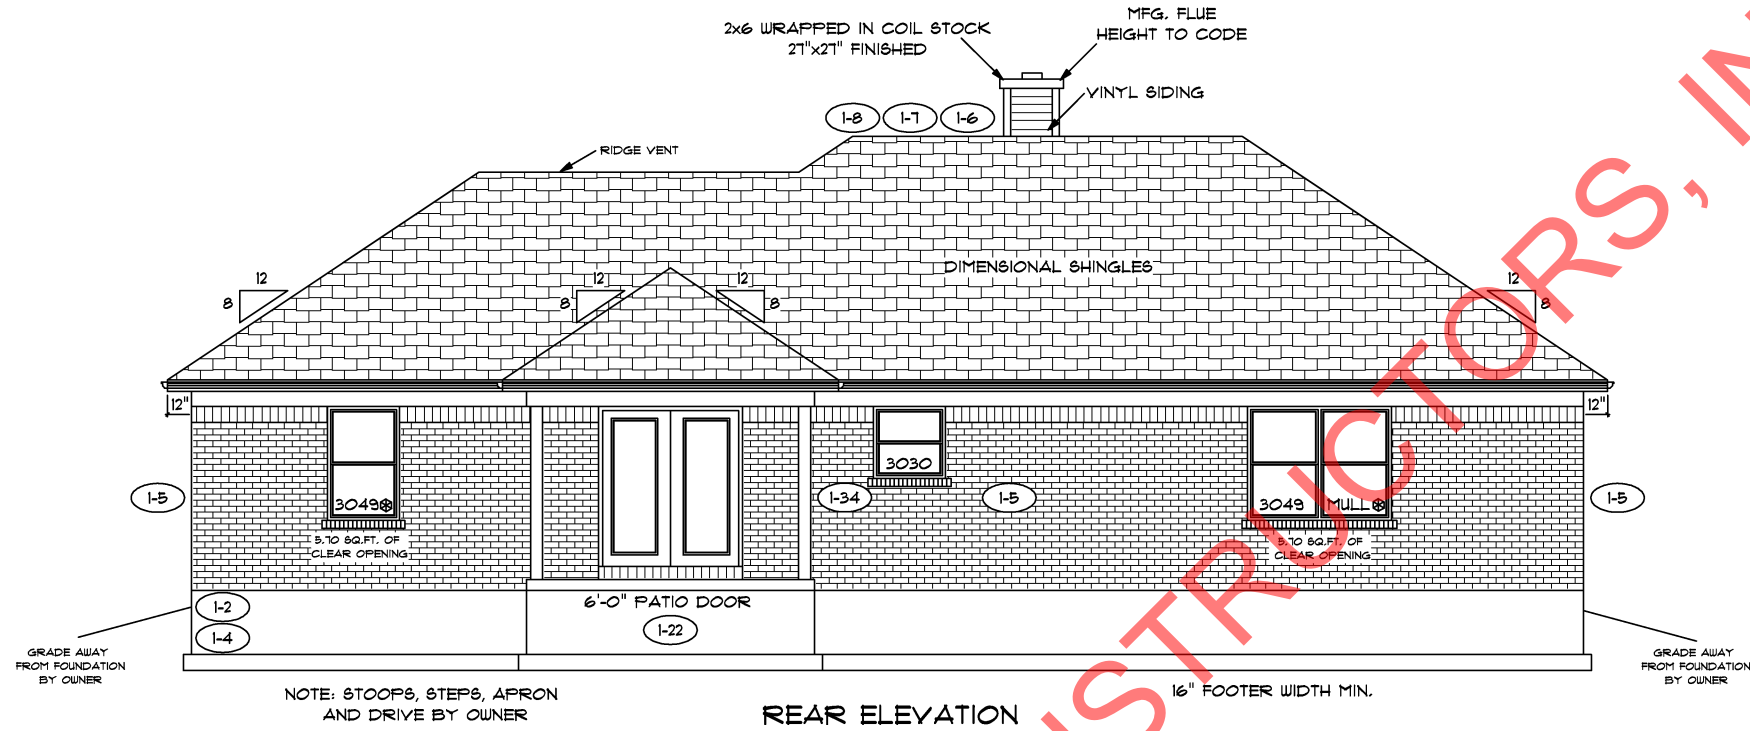 2x6 WRAPPED IN COIL STOCK
27"x27" FINISHED
MFG. FLUE
HEIGHT TO CODE
VINYL SIDING
1-8 1-7 1-6
RIDGE VENT
DIMENSIONAL SHINGLES
12
8
12
8
12
8
12
8
12"
12"
3030
1-5
3049
1-34
1-5
3049
MULL
1-5
5.70 SQ.FT. OF
CLEAR OPENING
5.70 SQ.FT. OF
CLEAR OPENING
1-2
6'-0" PATIO DOOR
1-4
1-22
GRADE AWAY
FROM FOUNDATION
BY OWNER
GRADE AWAY
FROM FOUNDATION
BY OWNER
NOTE: STOOPS, STEPS, APRON
AND DRIVE BY OWNER
16" FOOTER WIDTH MIN.
REAR ELEVATION
STRUCTORS, IN